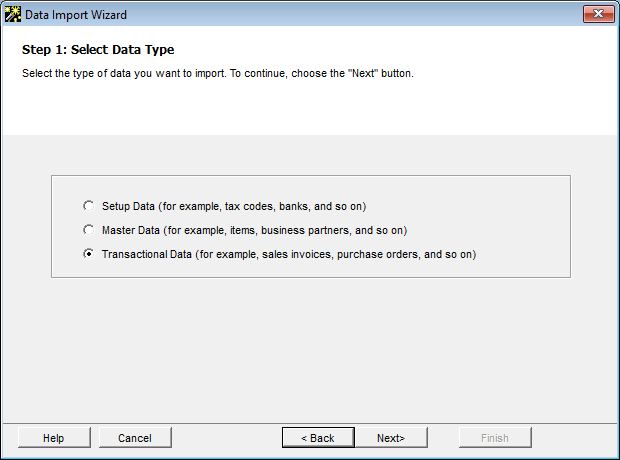 Data Import Wizard
Step 1: Select Data Type
Select the type of data you want to import. To continue, choose the "Next" button.
Setup Data (for example, tax codes, banks, and so on)
Master Data (for example, items, business partners, and so on)
Transactional Data (for example, sales invoices, purchase orders, and so on)
Help Cancel < Back Next> Finish